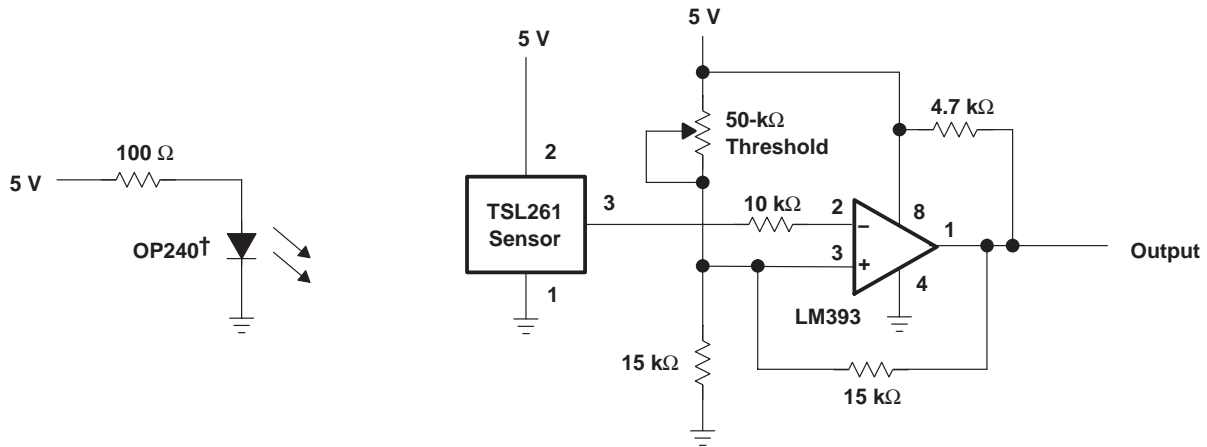 5 V
100 Ω
OP240†
5 V
2
TSL261
Sensor
3
1
5 V
50-kΩ
Threshold
4.7 kΩ
10 kΩ
2
8
1
3
4
−
+
LM393
Output
15 kΩ
15 kΩ